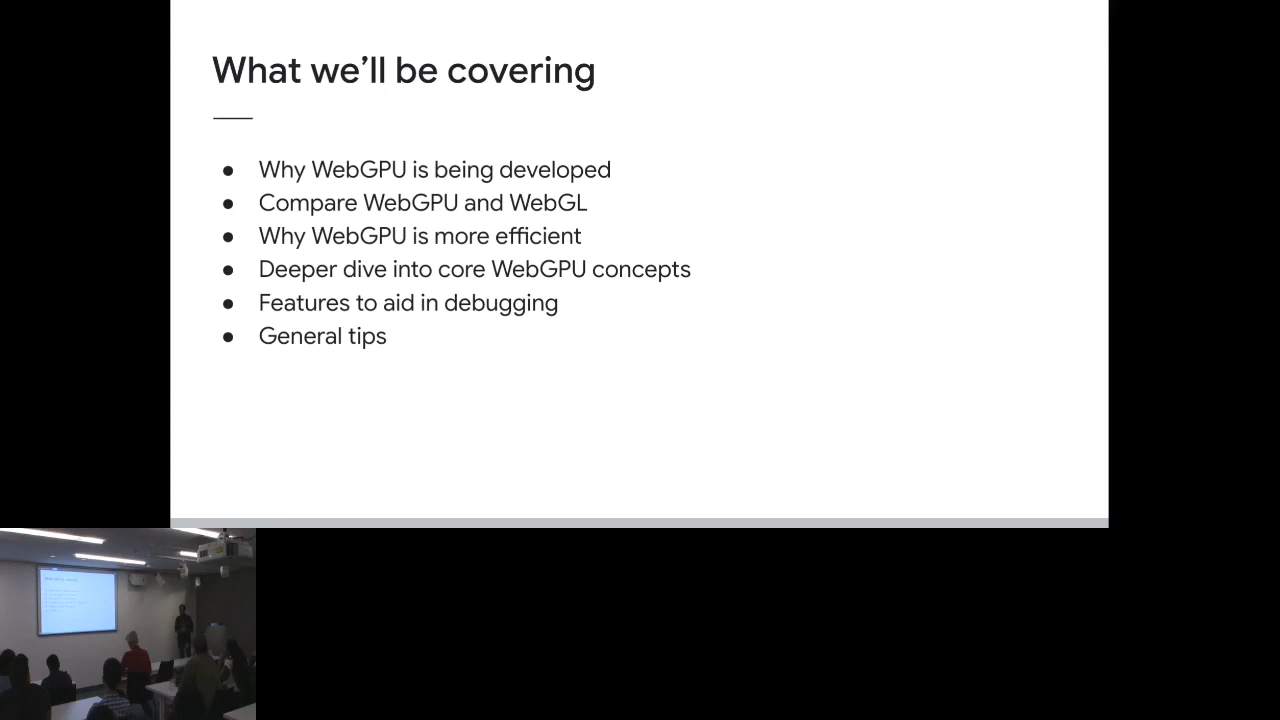 What we’ll be covering
● Why WebGPU is being developed
● Compare WebGPU and WebGL
● Why WebGPU is more efficient
● Deeper dive into core WebGPU concepts
● Features to aid in debugging
● General tips